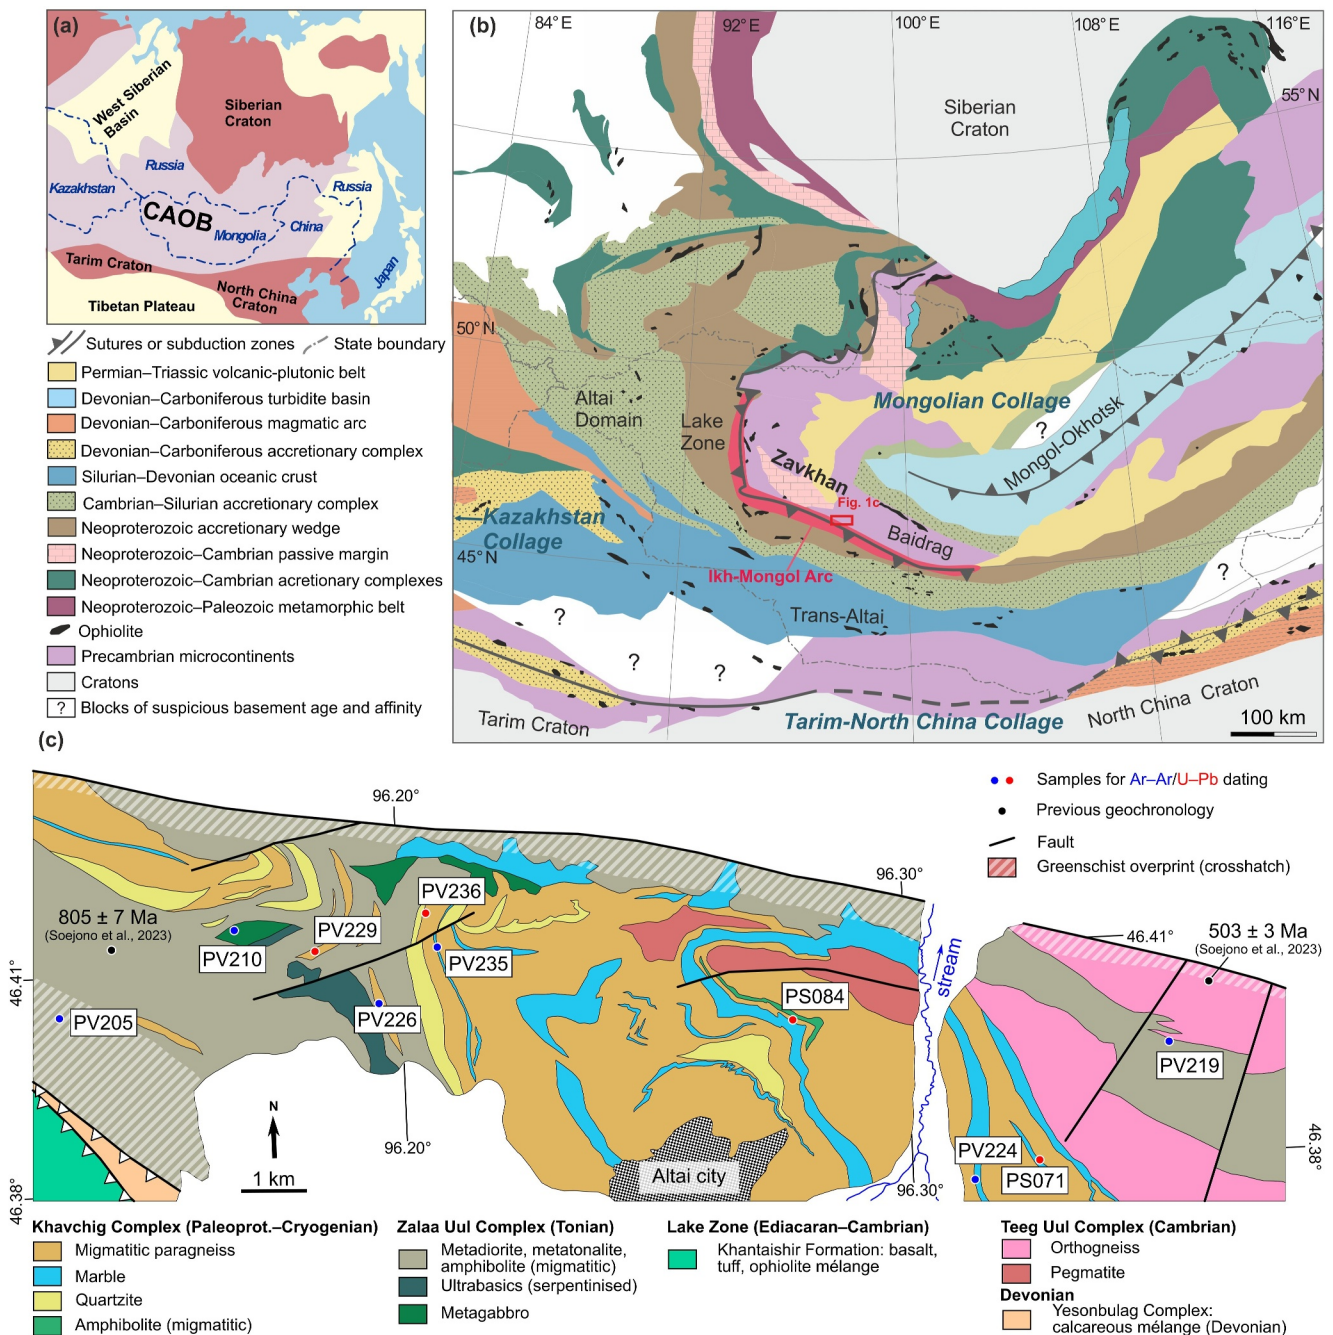 (a)
West Siberian
Basin
Siberian
Craton
Russia
Kazakhstan
Russia
CAOB
Mongolia
China
Japan
Tarim Craton
North China
Craton
Tibetan Plateau
Sutures or subduction zones
State boundary
Permian–Triassic volcanic-plutonic belt
Devonian–Carboniferous turbidite basin
Devonian–Carboniferous magmatic arc
Devonian–Carboniferous accretionary complex
Silurian–Devonian oceanic crust
Cambrian–Silurian accretionary complex
Neoproterozoic accretionary wedge
Neoproterozoic–Cambrian passive margin
Neoproterozoic–Cambrian acretionary complexes
Neoproterozoic–Paleozoic metamorphic belt
Ophiolite
Precambrian microcontinents
Cratons
? Blocks of suspicious basement age and affinity
(b)
84°E
92°E
100°E
108°E
116°E
55°N
Siberian
Craton
50°N
Altai
Domain
Lake
Zone
Mongolian Collage
?
Mongol-Okhotsk
Zavkhan
Fig. 1c
Kazakhstan
Collage
45°N
Baidrag
Ikh-Mongol Arc
Trans-Altai
?
?
?
?
Tarim Craton
Tarim-North China Collage
North China Craton
100 km
(c)
Samples for Ar–Ar/U–Pb dating
Previous geochronology
Fault
Greenschist overprint (crosshatch)
96.20°
96.30°
805 ± 7 Ma
(Soejono et al., 2023)
PV236
PV229
PV210
PV235
503 ± 3 Ma
(Soejono et al., 2023)
96.41°
46.41°
stream
PS084
PV226
PV205
PV219
N
1 km
96.20°
Altai city
PV224
PS071
96.30°
46.38°
46.38°
Khavchig Complex (Paleoprot.–Cryogenian)
Migmatitic paragneiss
Marble
Quartzite
Amphibolite (migmatitic)
Zalaa Uul Complex (Tonian)
Metadiorite, metatonalite,
amphibolite (migmatitic)
Ultrabasics (serpentinised)
Metagabbro
Lake Zone (Ediacaran–Cambrian)
Khantaishir Formation: basalt,
tuff, ophiolite mélange
Teeg Uul Complex (Cambrian)
Orthogneiss
Pegmatite
Devonian
Yesonbulag Complex:
calcareous mélange (Devonian)